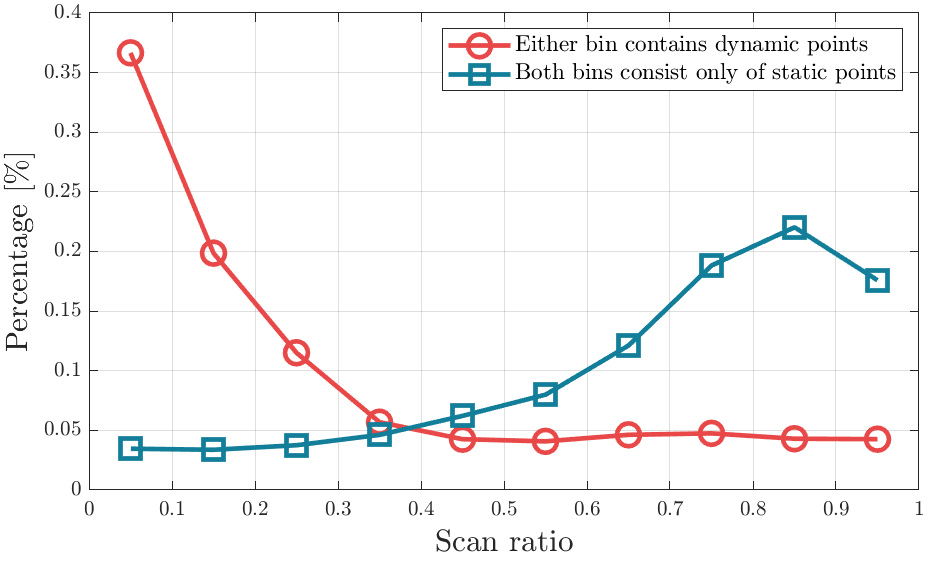 Either bin contains dynamic points
Both bins consist only of static points
Percentage [%]
0.4
0.35
0.3
0.25
0.2
0.15
0.1
0.05
0
0 0.1 0.2 0.3 0.4 0.5 0.6 0.7 0.8 0.9 1
Scan ratio